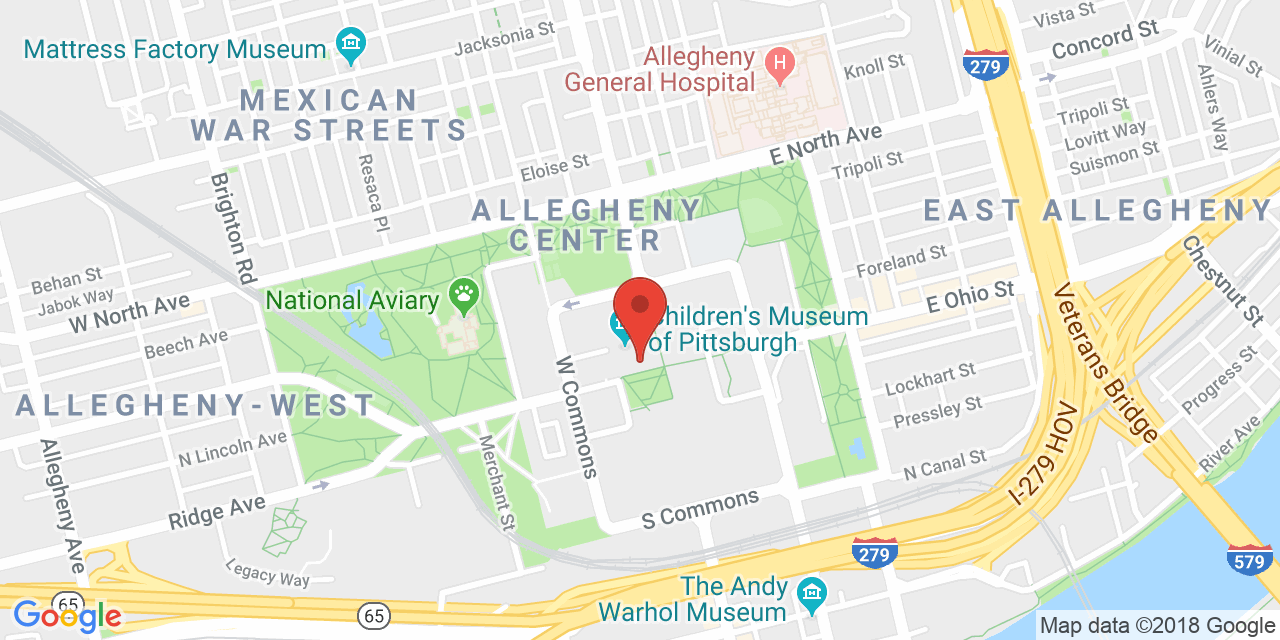 Vista St
Concord St
Jacksonia St
Mattress Factory Museum
Allegheny
General Hospital
Knoll St
279
Vinial St
Ahlers Way
MEXICAN
WAR STREETS
Tripoli St
Lovitt Way
Suismon St
E North Ave
Tripoli St
Eloise St
Resaca Pl
Brighton Rd
ALLEGHENY
CENTER
EAST ALLEGHENY
Chestnut St
Foreland St
Behan St
Jabok Way
W North Ave
National Aviary
E Ohio St
Children's Museum
of Pittsburgh
Beech Ave
Veterans Bridge
W Commons
Lockhart St
Progress St
ALLEGHENY-WEST
Pressley St
N Lincoln Ave
Allegheny Ave
Merchant St
I-279 HOV
River Ave
N Canal St
Ridge Ave
S Commons
279
579
Legacy Way
The Andy
Warhol Museum
65
65
Google
Map data ©2018 Google